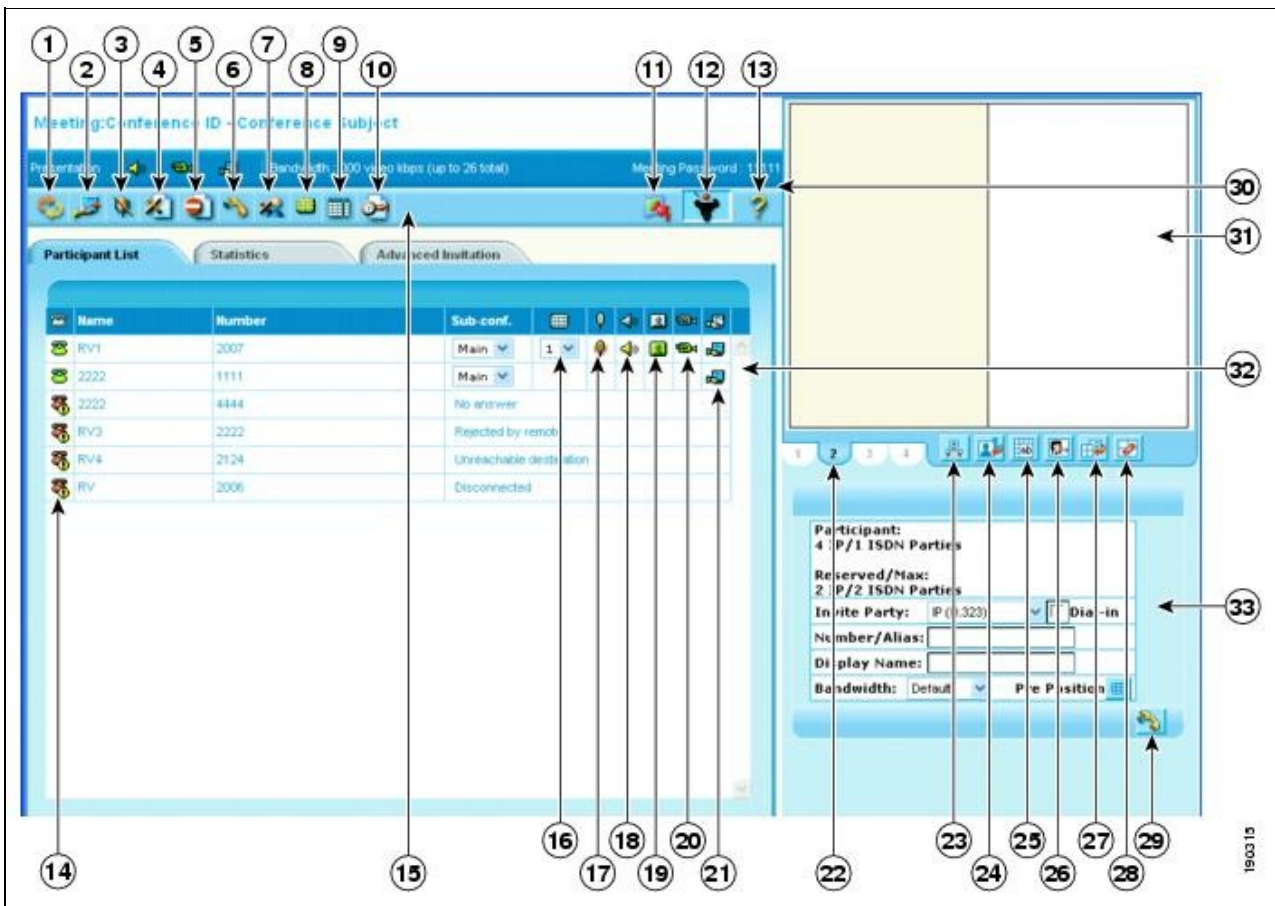 1 3 5 7 9
2 4 6 8 10 11 12 13
Meeting:Conference ID - Conference Subject
Presentation Bandwidth: video kbps (up to 26 total) Meeting Password
30
31
Participant List Statistics Advanced Invitation
Name Number Sub-conf.
RV1 2007 Main 1
2222 1111 Main
32
2222 4444 No answer
RV3 2222 Rejected by remote
RV4 2124 Unreachable destination
RV 2006 Disconnected
1 2 3 4
ab
Participant:
4 IP/1 ISDN Parties
Reserved/Max:
2 IP/2 ISDN Parties
Invite Party: IP (H.323) Dial-in
33
Number/Alias:
Display Name:
Bandwidth: Default Pre Position
16 18 20 23 25 27 29
14 15 17 19 21 22 24 26 28
190315